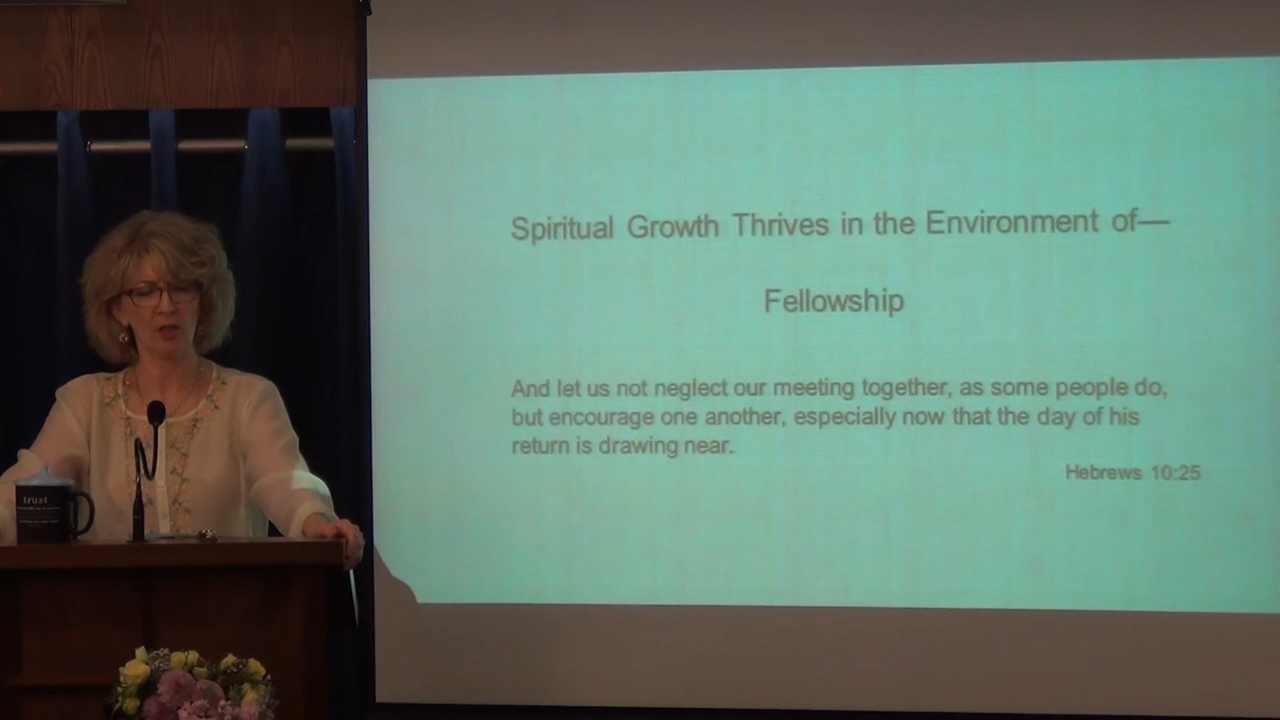 Spiritual Growth Thrives in the Environment of—
Fellowship
And let us not neglect our meeting together, as some people do,
but encourage one another, especially now that the day of his
return is drawing near.
Hebrews 10:25
trust